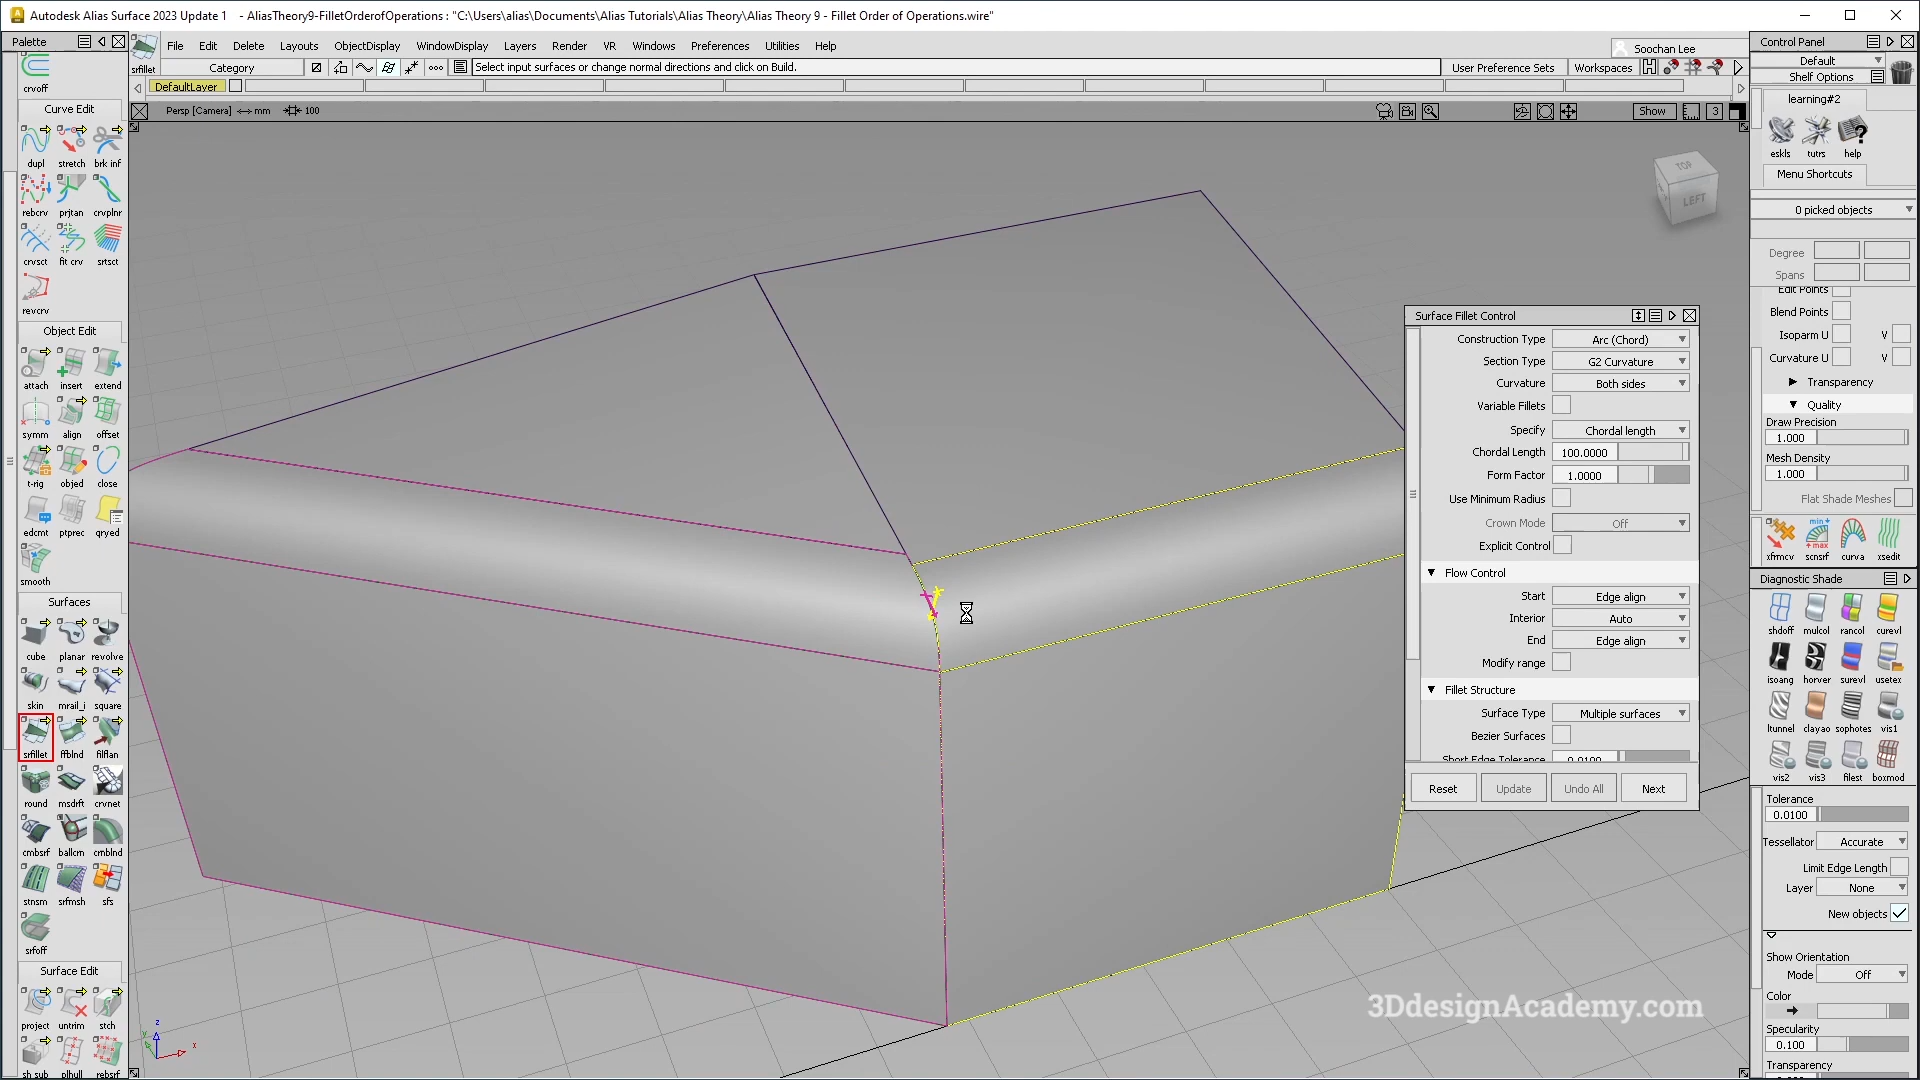 Autodesk Alias Surface 2023 Update 1 - AliasTheory9-FilletOrderofOperations : "C:\Users\alias\Documents\Alias Tutorials\Alias Theory\Alias Theory 9 - Fillet Order of Operations.wire"
Palette
srfillet
File Edit Delete Layouts ObjectDisplay WindowDisplay Layers Render VR Windows Preferences Utilities Help
Soochan Lee
Category
Select input surfaces or change normal directions and click on Build.
User Preference Sets
Workspaces
DefaultLayer
Persp [Camera] <-> mm 100
Show
3
crvoff
Curve Edit
dupl stretch brk inf
rebcrv prjtan crvplnr
crvsct fit crv srtsct
revcrv
Object Edit
attach insert extend
symm align offset
t-rig objed close
edcmt ptprec qryed
smooth
Surfaces
cube planar revolve
skin mrail_i square
srfillet ffblnd filflan
round msdrft crvnet
cmbsrf ballcrn cmblnd
stnsm srfmsh sfs
srfoff
Surface Edit
project untrim stch
sh sub plhull rebsrf
TOP
LEFT
Surface Fillet Control
Construction Type Arc (Chord)
Section Type G2 Curvature
Curvature Both sides
Variable Fillets
Specify Chordal length
Chordal Length 100.0000
Form Factor 1.0000
Use Minimum Radius
Crown Mode Off
Explicit Control
Flow Control
Start Edge align
Interior Auto
End Edge align
Modify range
Fillet Structure
Surface Type Multiple surfaces
Bezier Surfaces
Short Edge Tolerance 0.0100
Reset Update Undo All Next
Control Panel
Default
Shelf Options
learning#2
eskls tutrs help
Menu Shortcuts
0 picked objects
Degree
Spans
Edit Points
Blend Points
Isoparm U V
Curvature U V
Transparency
Quality
Draw Precision
1.000
Mesh Density
1.000
Flat Shade Meshes
min
max
xfrmcv scnsrf curva xsedit
Diagnostic Shade
shdoff mulcol rancol curevl
isoang horver surevl usetex
ltunnel clayao sophotes vis1
vis2 vis3 filest boxmod
Tolerance
0.0100
Tessellator Accurate
Limit Edge Length
Layer None
New objects
Show Orientation
Mode Off
Color
Specularity
0.100
Transparency
z
y
x
3DdesignAcademy.com